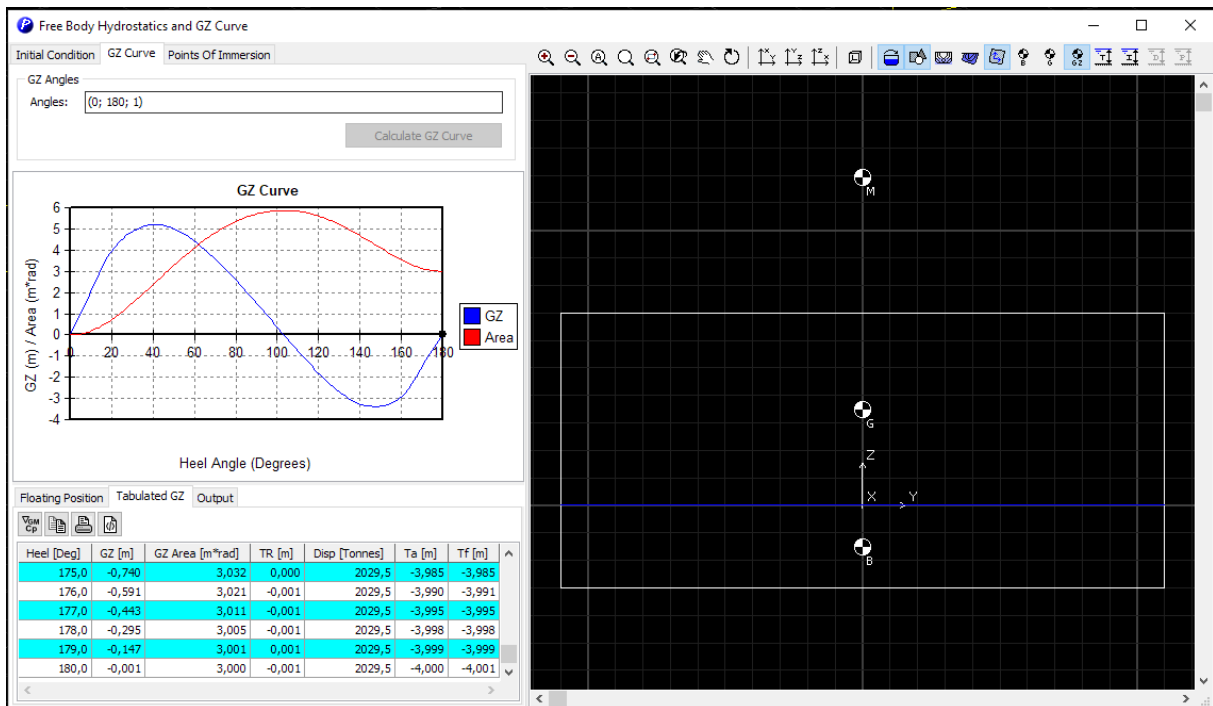 Free Body Hydrostatics and GZ Curve
Initial Condition GZ Curve Points Of Immersion
GZ Angles
Angles: (0; 180; 1)
Calculate GZ Curve
GZ Curve
GZ (m) / Area (m*rad)
6
5
4
3
2
1
0
-1
-2
-3
-4
0 20 40 60 80 100 120 140 160 180
GZ
Area
Heel Angle (Degrees)
Floating Position Tabulated GZ Output
Heel [Deg] GZ [m] GZ Area [m*rad] TR [m] Disp [Tonnes] Ta [m] Tf [m]
175,0 -0,740 3,032 0,000 2029,5 -3,985 -3,985
176,0 -0,591 3,021 -0,001 2029,5 -3,990 -3,991
177,0 -0,443 3,011 -0,001 2029,5 -3,995 -3,995
178,0 -0,295 3,005 -0,001 2029,5 -3,998 -3,998
179,0 -0,147 3,001 0,001 2029,5 -3,999 -3,999
180,0 -0,001 3,000 -0,001 2029,5 -4,000 -4,001
M
G
Z
X Y
B